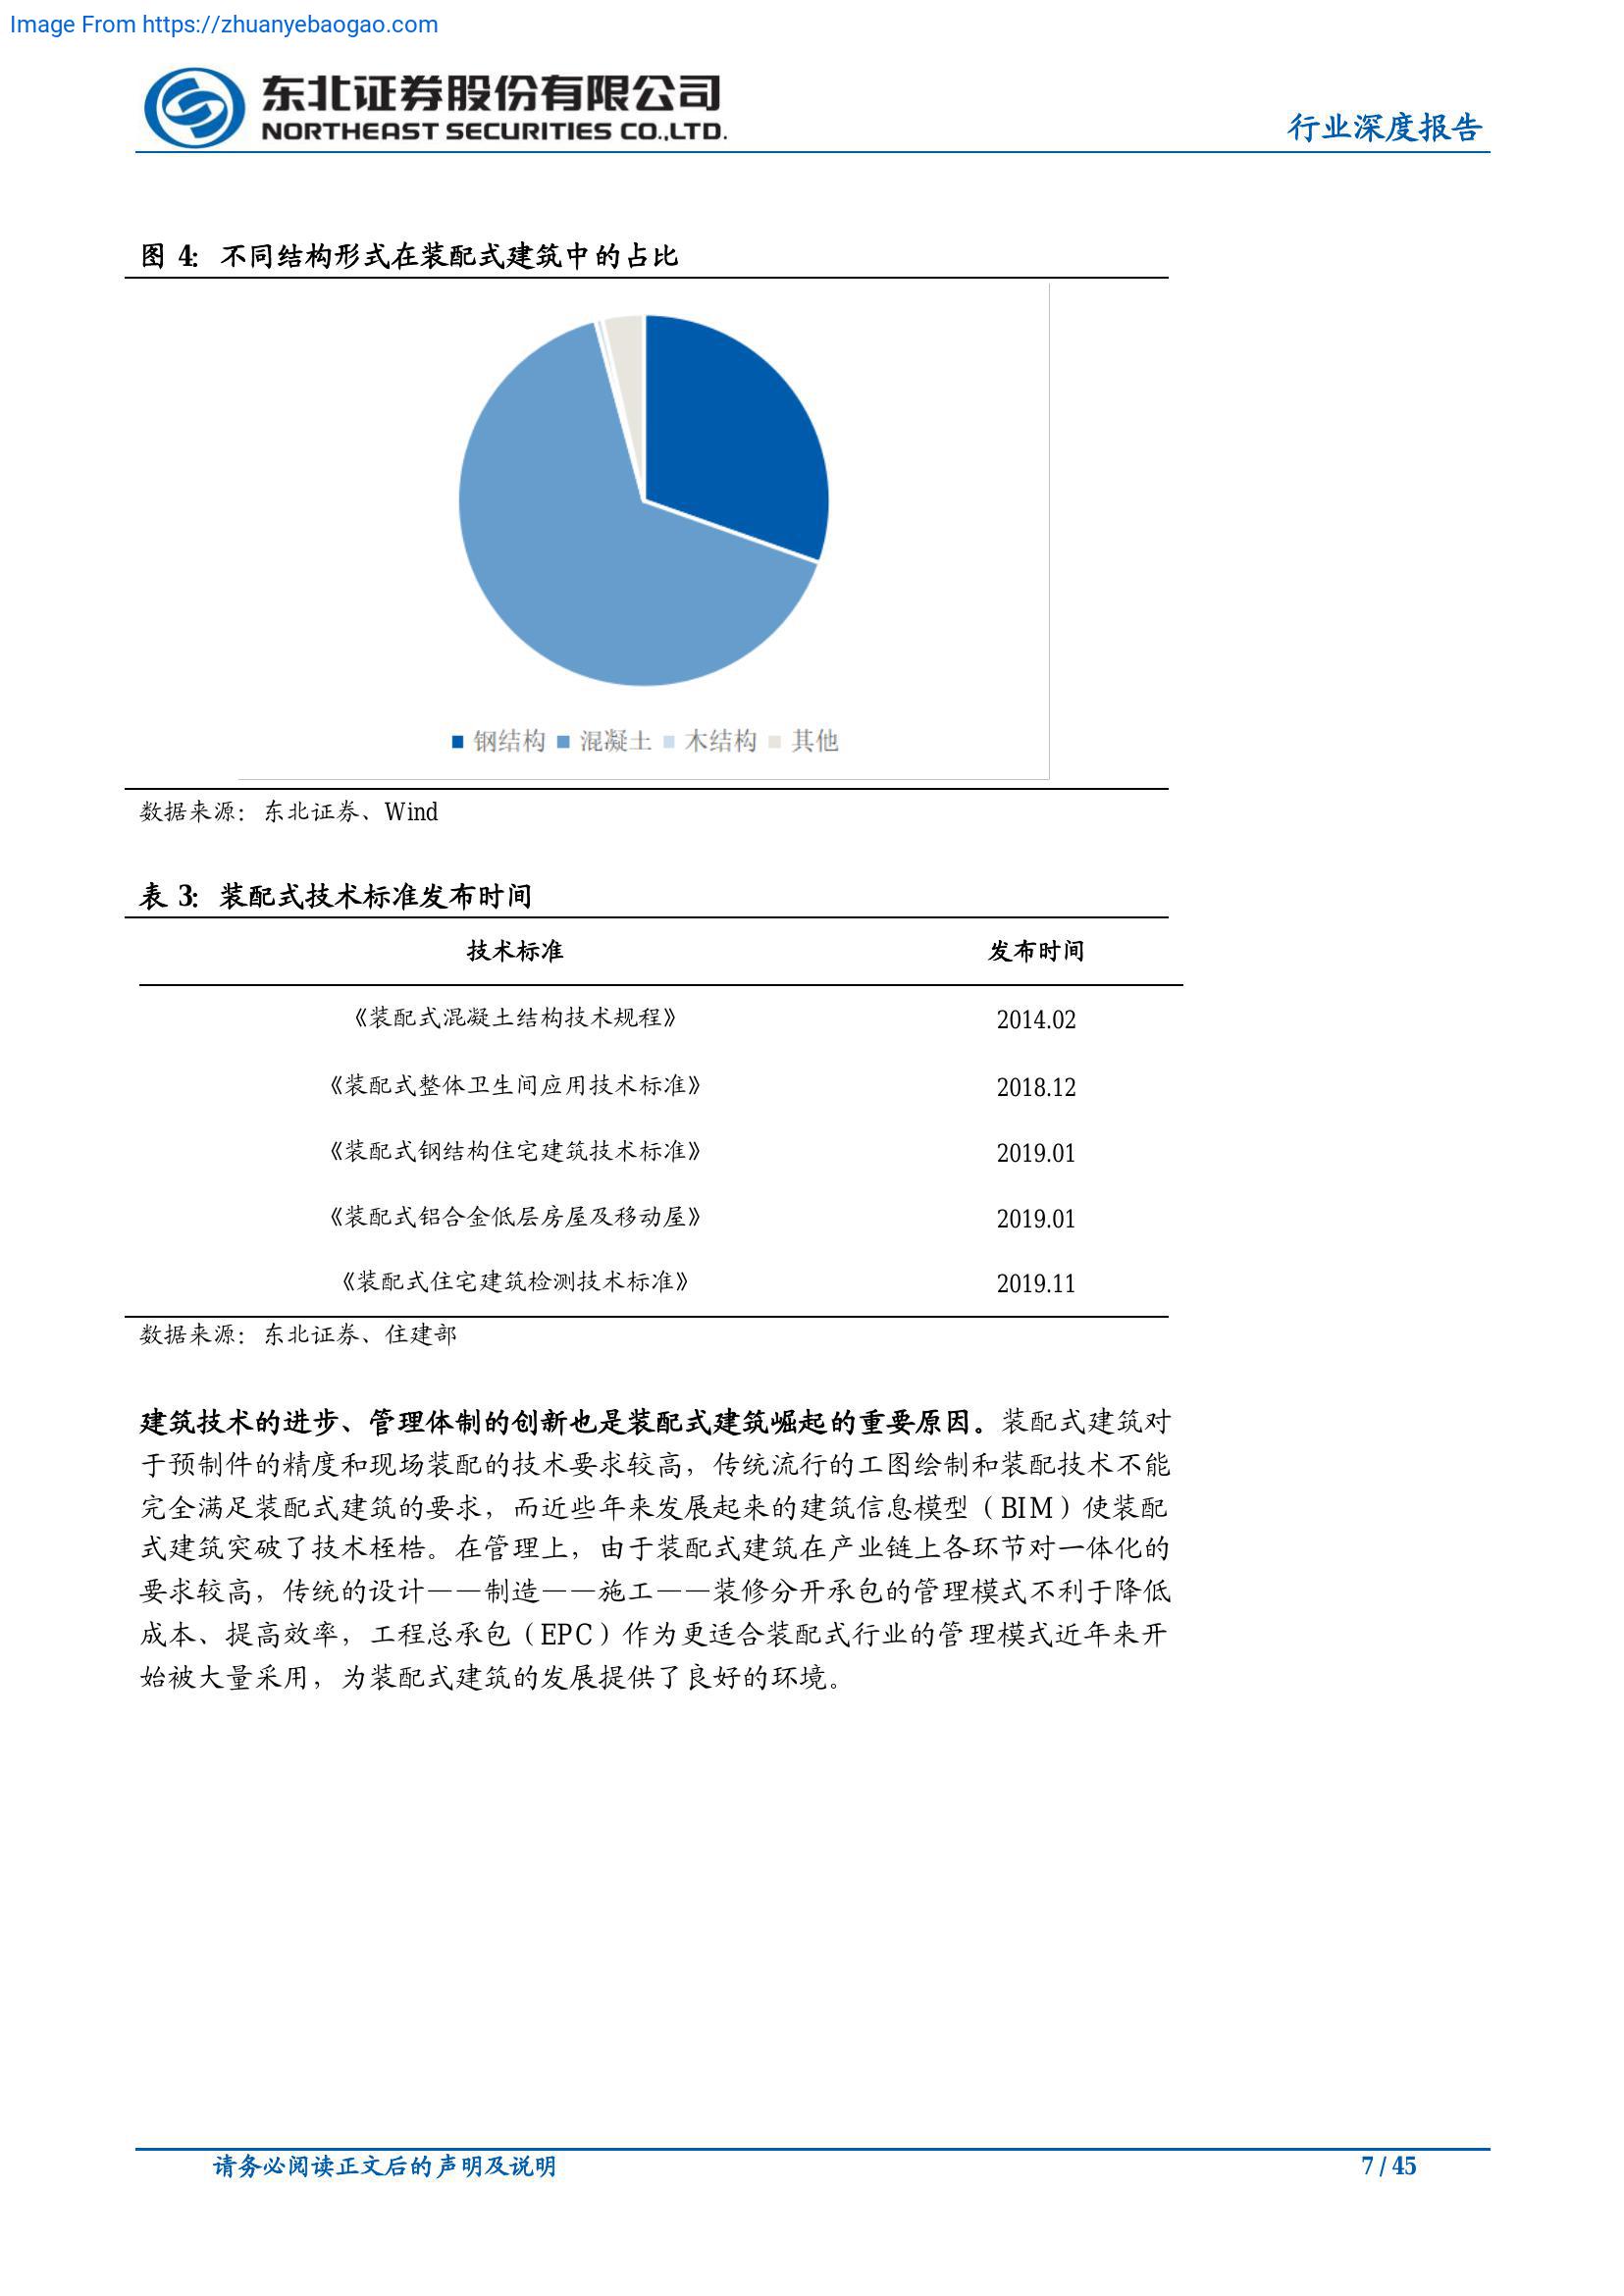 Image From https://zhuanyebaogao.com
东北证券股份有限公司
NORTHEAST SECURITIES CO.,LTD.
行业深度报告
图 4：不同结构形式在装配式建筑中的占比
钢结构 混凝土 木结构 其他
数据来源：东北证券、Wind
表 3：装配式技术标准发布时间
技术标准 发布时间
《装配式混凝土结构技术规程》 2014.02
《装配式整体卫生间应用技术标准》 2018.12
《装配式钢结构住宅建筑技术标准》 2019.01
《装配式铝合金低层房屋及移动屋》 2019.01
《装配式住宅建筑检测技术标准》 2019.11
数据来源：东北证券、住建部
建筑技术的进步、管理体制的创新也是装配式建筑崛起的重要原因。装配式建筑对
于预制件的精度和现场装配的技术要求较高，传统流行的工图绘制和装配技术不能
完全满足装配式建筑的要求，而近些年来发展起来的建筑信息模型（BIM）使装配
式建筑突破了技术桎梏。在管理上，由于装配式建筑在产业链上各环节对一体化的
要求较高，传统的设计——制造——施工——装修分开承包的管理模式不利于降低
成本、提高效率，工程总承包（EPC）作为更适合装配式行业的管理模式近年来开
始被大量采用，为装配式建筑的发展提供了良好的环境。
请务必阅读正文后的声明及说明
7 / 45